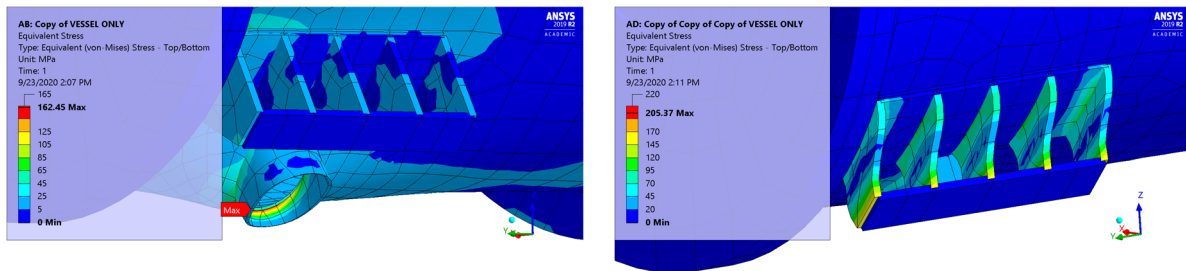 AB: Copy of VESSEL ONLY
Equivalent Stress
Type: Equivalent (von-Mises) Stress - Top/Bottom
Unit: MPa
Time: 1
9/23/2020 2:07 PM
165
162.45 Max
125
105
85
65
45
25
5
0 Min
ANSYS
2019 R2
ACADEMIC
Max
Z
Y
X
AD: Copy of Copy of Copy of VESSEL ONLY
Equivalent Stress
Type: Equivalent (von-Mises) Stress - Top/Bottom
Unit: MPa
Time: 1
9/23/2020 2:11 PM
220
205.37 Max
170
145
120
95
70
45
20
0 Min
ANSYS
2019 R2
ACADEMIC
Z
X
Y